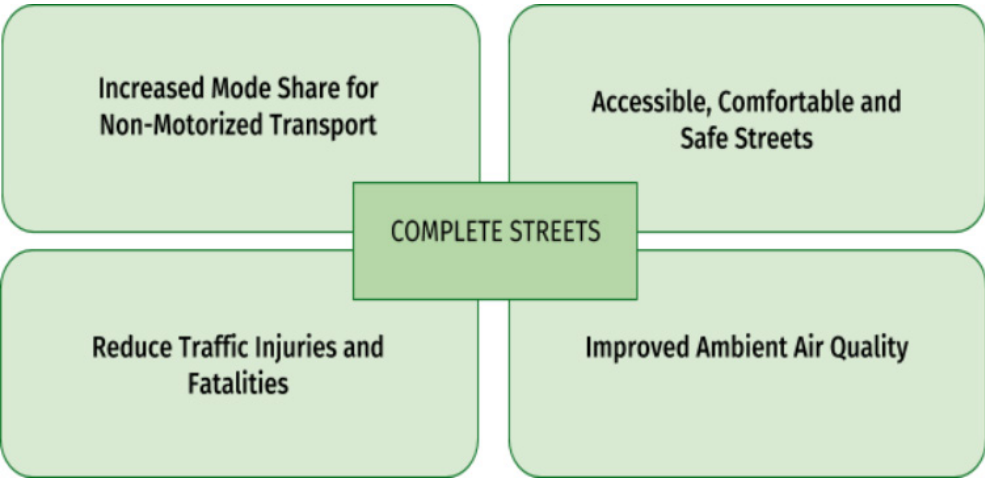 Increased Mode Share for
Non-Motorized Transport
Accessible, Comfortable and
Safe Streets
COMPLETE STREETS
Reduce Traffic Injuries and
Fatalities
Improved Ambient Air Quality